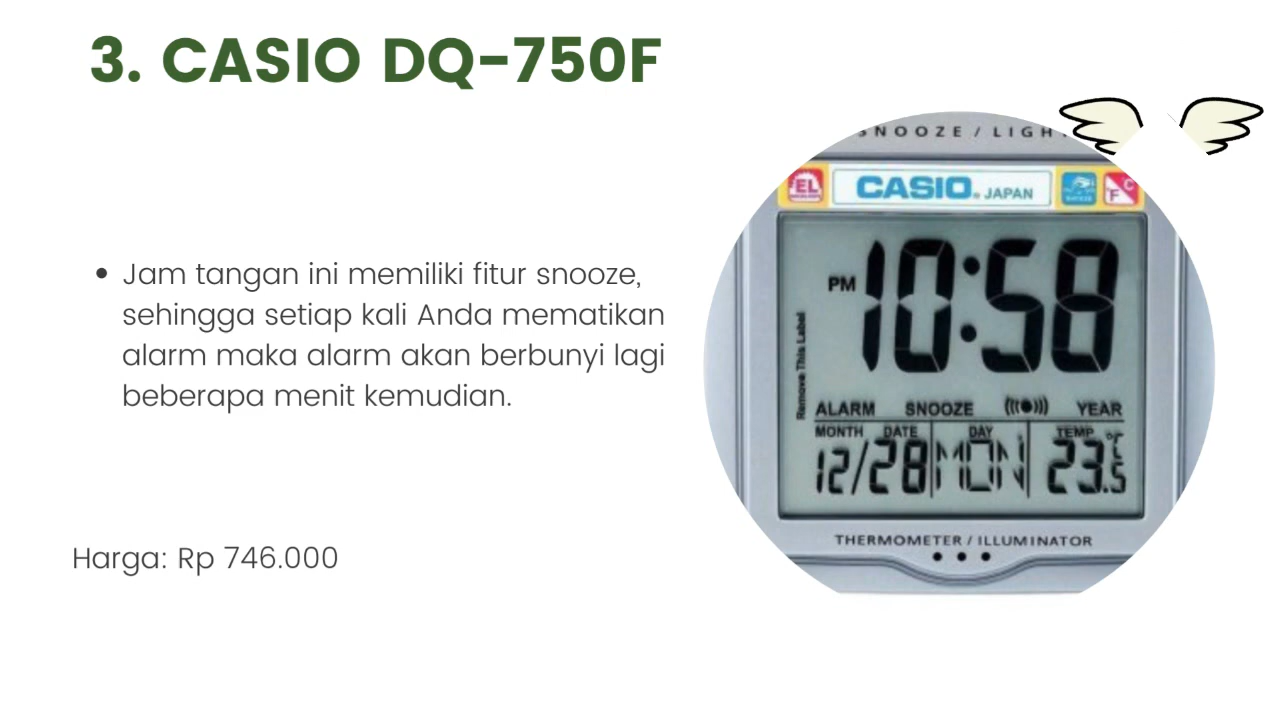 3. CASIO DQ-750F
Jam tangan ini memiliki fitur snooze,
sehingga setiap kali Anda mematikan
alarm maka alarm akan berbunyi lagi
beberapa menit kemudian.
Harga: Rp 746.000
SNOOZE / LIGH
EL
CASIO JAPAN
°F °C
PM 10:58
Remove This Label
ALARM SNOOZE YEAR
MONTH DATE DAY TEMP
12/28 MON 23.5 °C
THERMOMETER / ILLUMINATOR